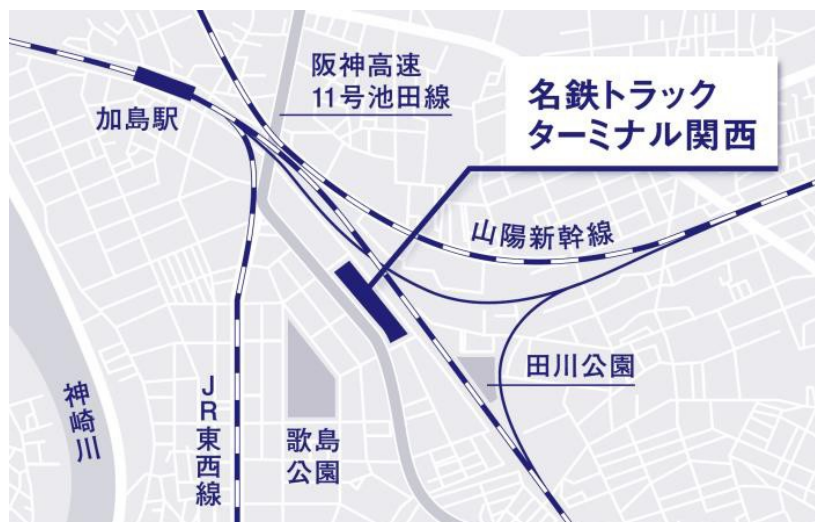 阪神高速
11号池田線
名鉄トラック
ターミナル関西
加島駅
山陽新幹線
田川公園
神崎川
JR東西線
歌島
公園